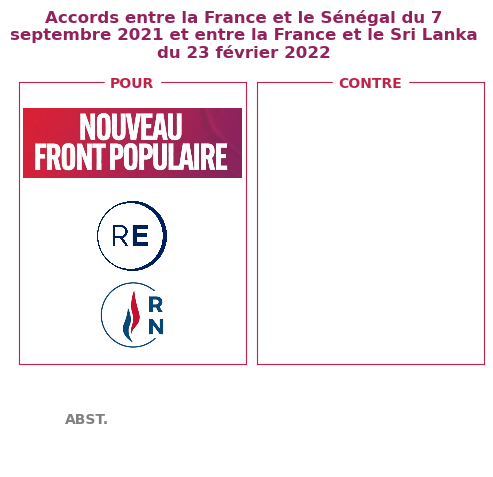 Accords entre la France et le Sénégal du 7
septembre 2021 et entre la France et le Sri Lanka
du 23 février 2022
POUR
CONTRE
NOUVEAU
FRONT POPULAIRE
RE
R
N
ABST.